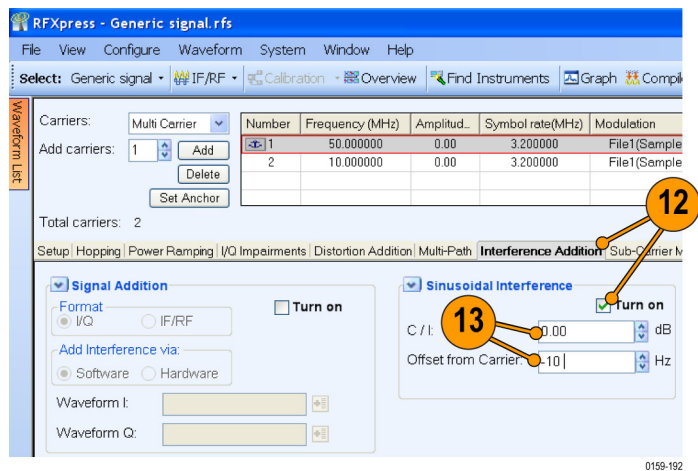 RFXpress - Generic signal.rfs
File View Configure Waveform System Window Help
Select: Generic signal IF/RF Calibration Overview Find Instruments Graph
Waveform List
Carriers: Multi Carrier
Add carriers: 1 Add
Delete
Set Anchor
Total carriers: 2
Number Frequency (MHz) Amplitud... Symbol rate(MHz) Modulation
1 50.000000 0.00 3.200000 File1(Sample
2 10.000000 0.00 3.200000 File1(Sample
12
Setup Hopping Power Ramping I/Q Impairments Distortion Addition Multi-Path Interference Addition Sub-Carrier M
Signal Addition
Turn on
Format
I/Q IF/RF
Add Interference via:
Software Hardware
Waveform I:
Waveform Q:
Sinusoidal Interference
Turn on
C / I: 0.00 dB
13
Offset from Carrier: -10 Hz
0159-192